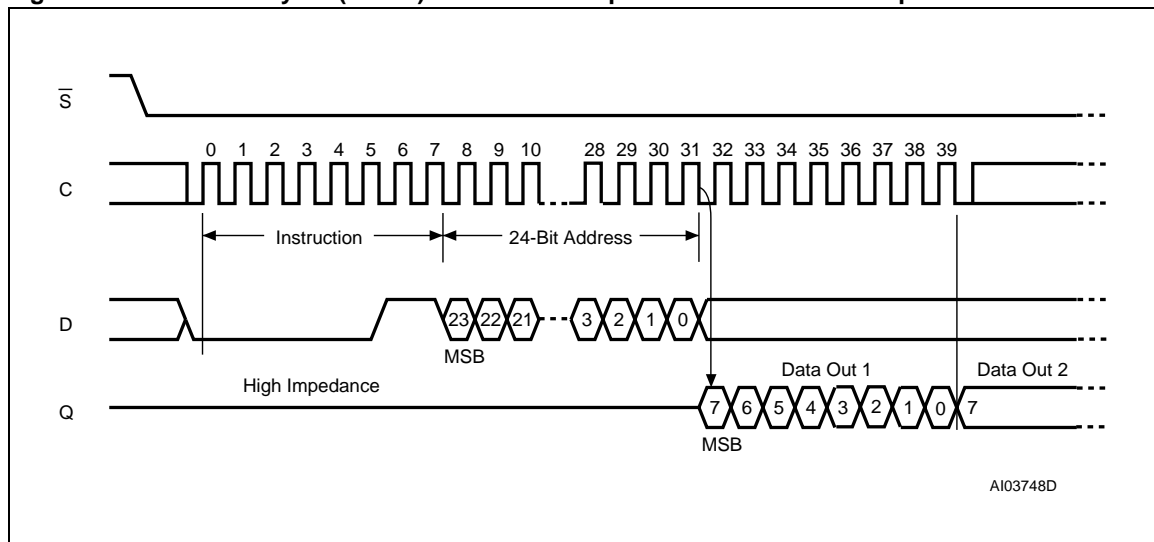 S
0 1 2 3 4 5 6 7 8 9 10 28 29 30 31 32 33 34 35 36 37 38 39
C
Instruction 24-Bit Address
D 23 22 21 3 2 1 0
MSB
High Impedance Data Out 1 Data Out 2
Q 7 6 5 4 3 2 1 0 7
MSB
AI03748D